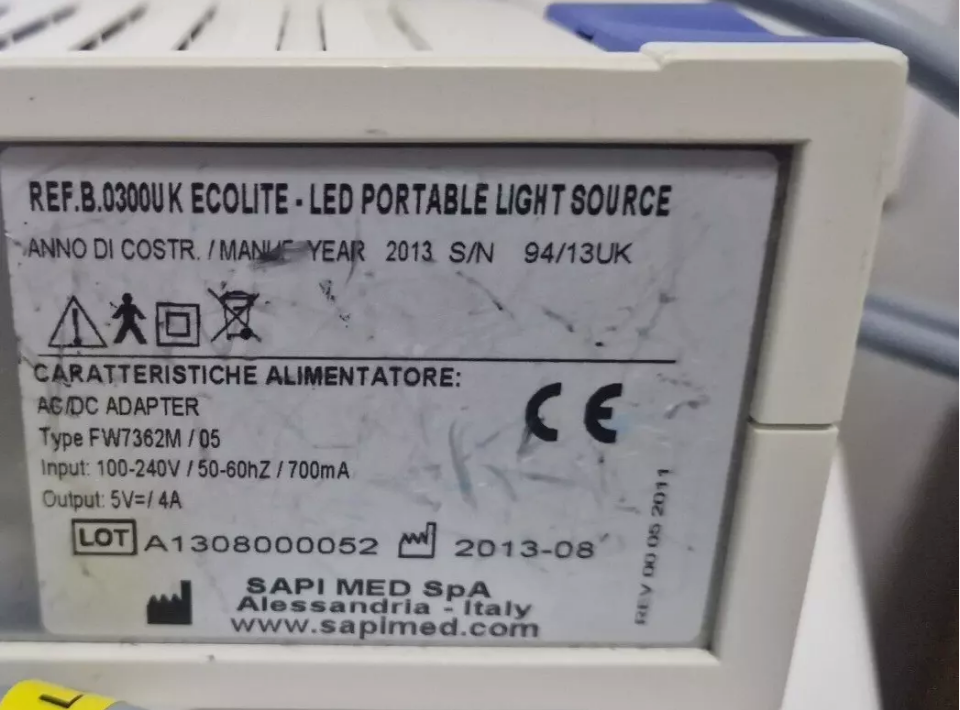 REF.B.0300UK ECOLITE - LED PORTABLE LIGHT SOURCE
ANNO DI COSTR. / MANUF YEAR 2013 S/N 94/13UK
CARATTERISTICHE ALIMENTATORE:
AC/DC ADAPTER
Type FW7362M / 05
Input: 100-240V / 50-60hZ / 700mA
Output: 5V=/ 4A
CE
LOT A1308000052 2013-08
SAPI MED SpA
Alessandria - Italy
www.sapimed.com
REV 00 05 2011
L